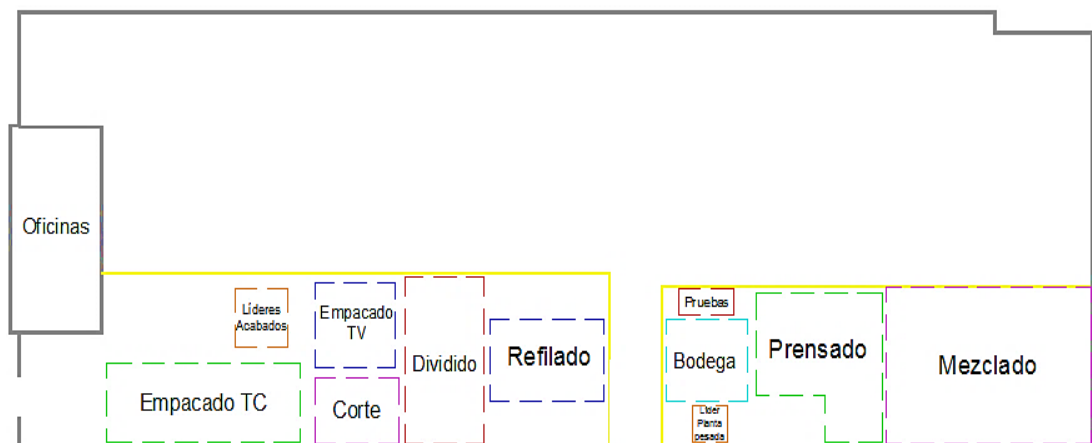 Oficinas
Líderes
Acabados
Empacado
TV
Dividido
Refilado
Empacado TC
Corte
Pruebas
Bodega
Prensado
Mezclado
Líder
Planta
pesada